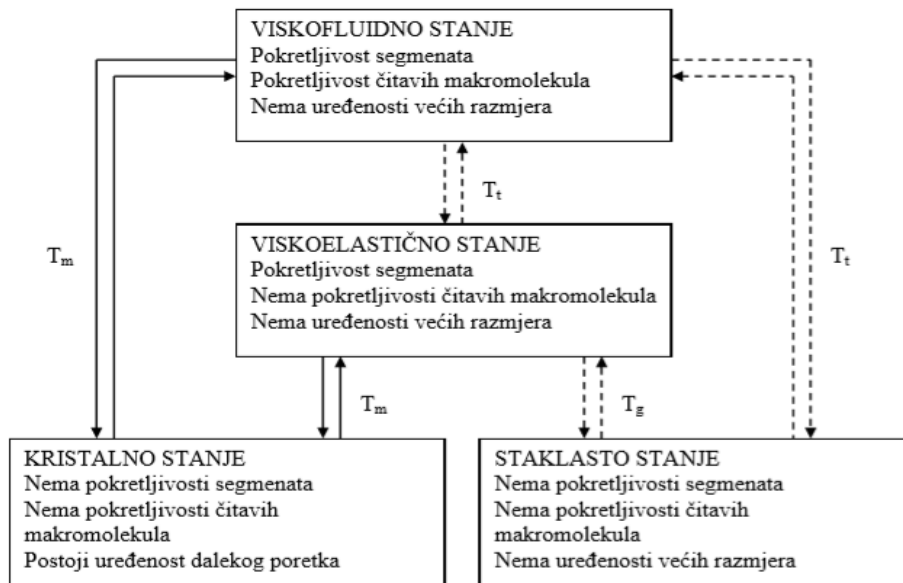 VISKOFLUIDNO STANJE
Pokretljivost segmenata
Pokretljivost čitavih makromolekula
Nema uređenosti većih razmjera
Tt
VISKOELASTIČNO STANJE
Pokretljivost segmenata
Nema pokretljivosti čitavih makromolekula
Nema uređenosti većih razmjera
Tm
Tt
Tm
Tg
KRISTALNO STANJE
Nema pokretljivosti segmenata
Nema pokretljivosti čitavih
makromolekula
Postoji uređenost dalekog poretka
STAKLASTO STANJE
Nema pokretljivosti segmenata
Nema pokretljivosti čitavih
makromolekula
Nema uređenosti većih razmjera